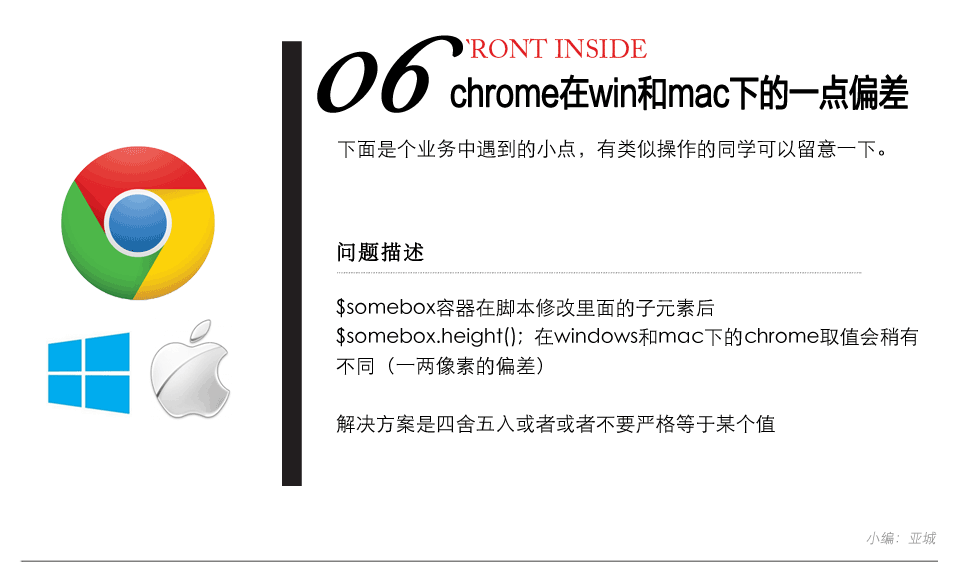 06
'RONT INSIDE
chrome在win和mac下的一点偏差
下面是个业务中遇到的小点，有类似操作的同学可以留意一下。
问题描述
$somebox容器在脚本修改里面的子元素后
$somebox.height(); 在windows和mac下的chrome取值会稍有
不同（一两像素的偏差）
解决方案是四舍五入或者或者不要严格等于某个值
小编：亚城